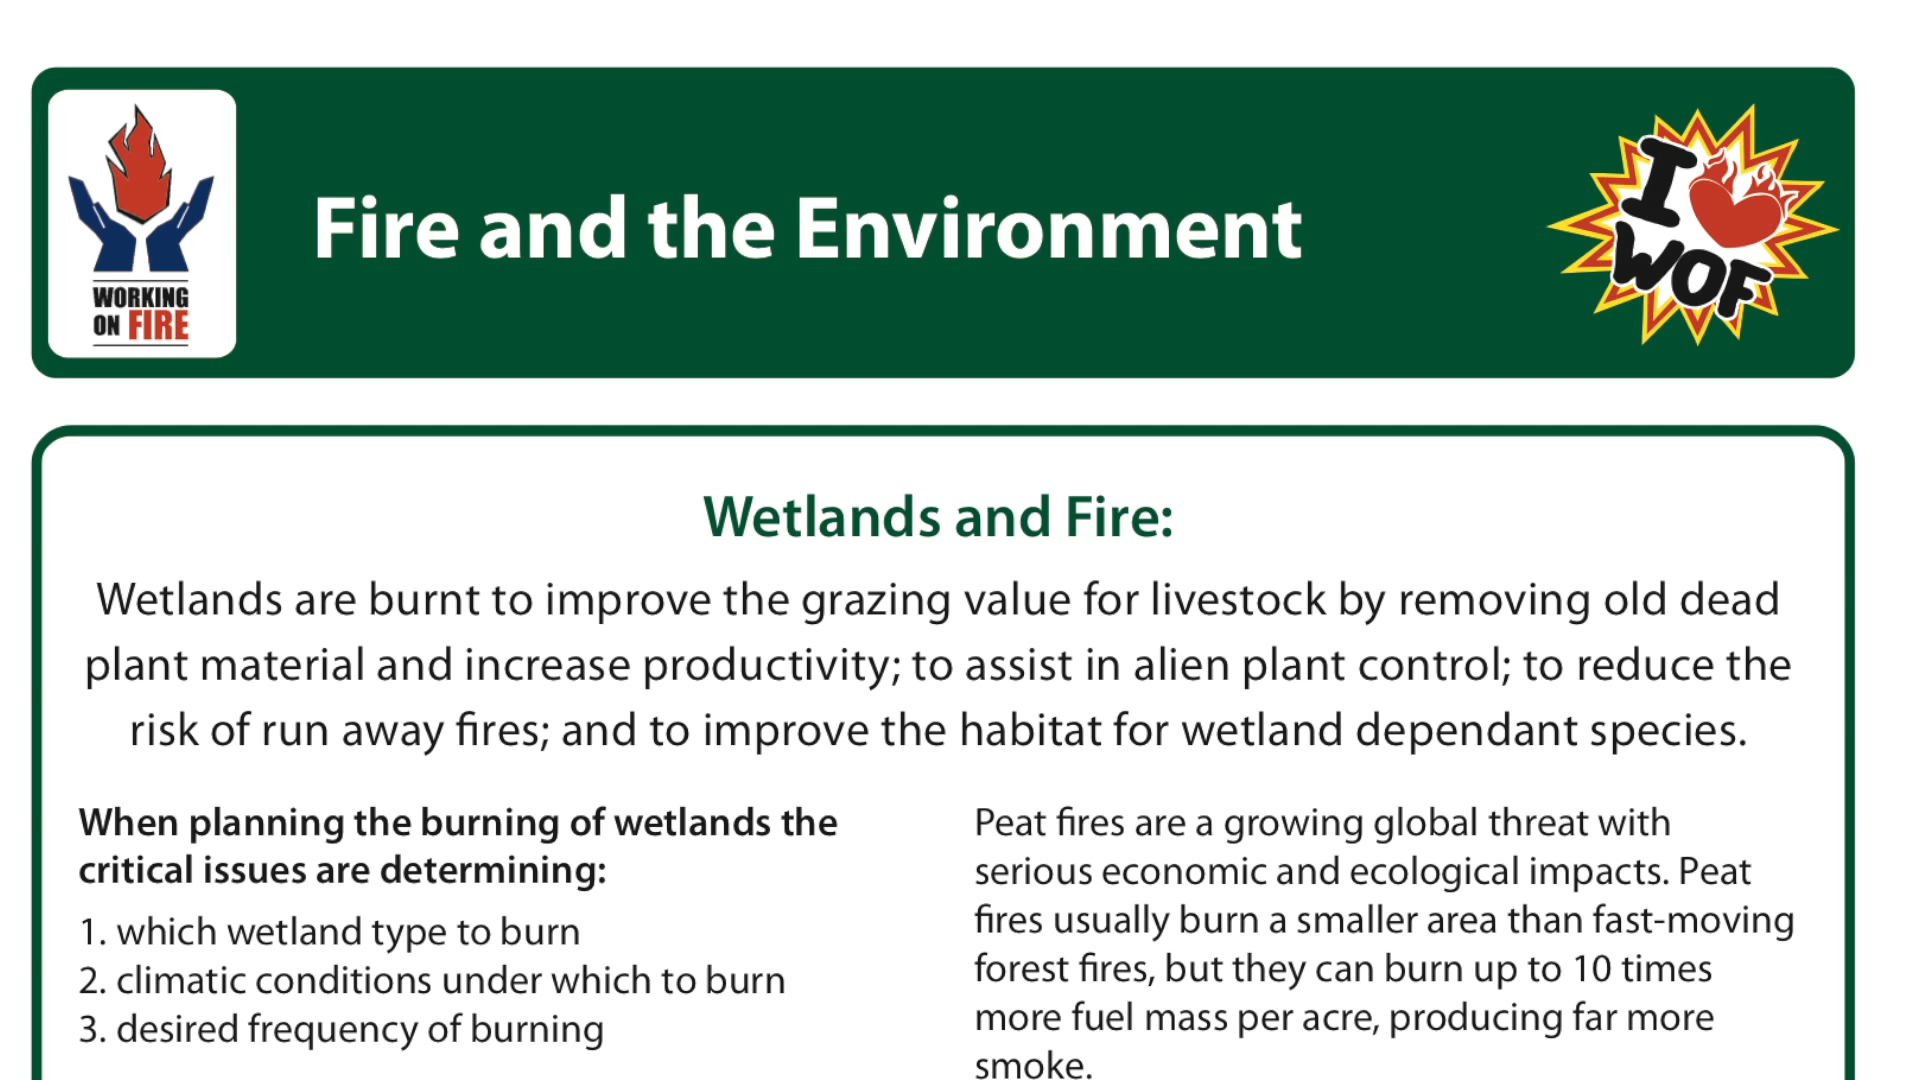 WORKING
ON FIRE
Fire and the Environment
I
WOF
Wetlands and Fire:
Wetlands are burnt to improve the grazing value for livestock by removing old dead
plant material and increase productivity; to assist in alien plant control; to reduce the
risk of run away fires; and to improve the habitat for wetland dependant species.
When planning the burning of wetlands the
critical issues are determining:
1. which wetland type to burn
2. climatic conditions under which to burn
3. desired frequency of burning
Peat fires are a growing global threat with
serious economic and ecological impacts. Peat
fires usually burn a smaller area than fast-moving
forest fires, but they can burn up to 10 times
more fuel mass per acre, producing far more
smoke.